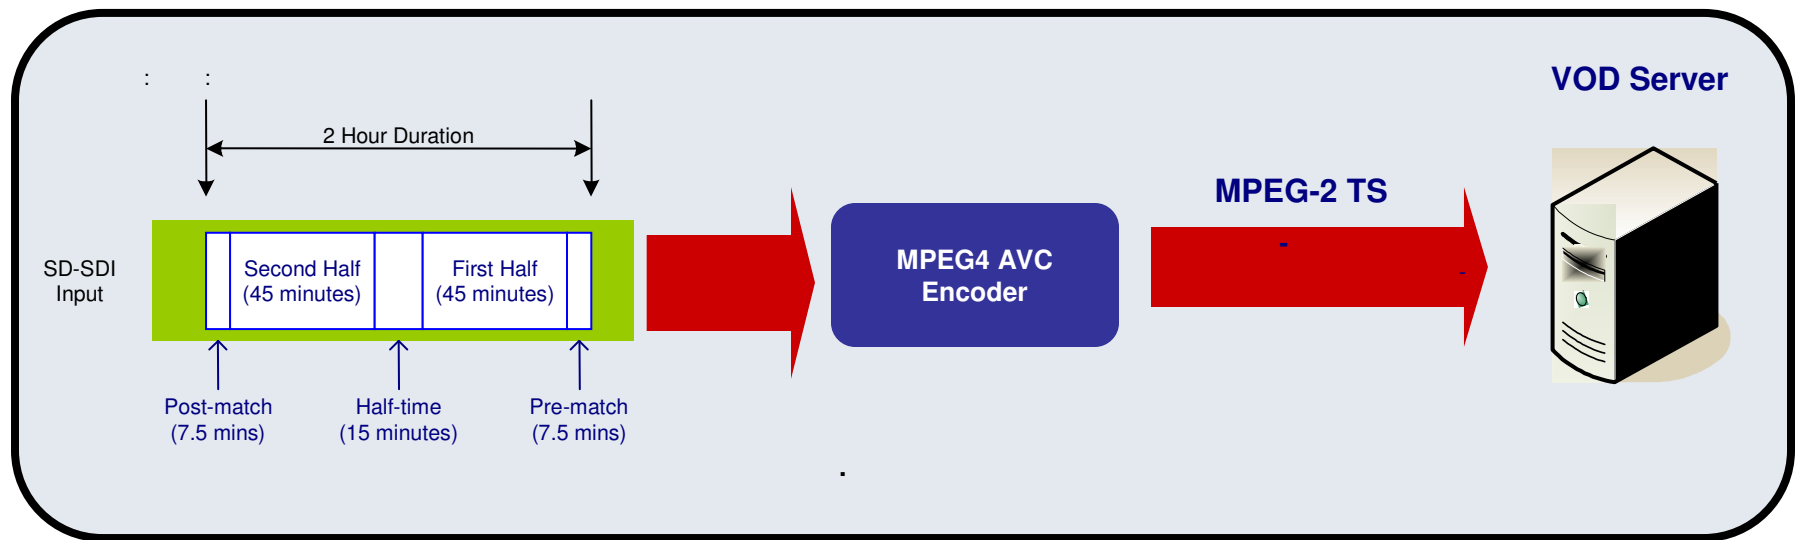 : :
VOD Server
2 Hour Duration
MPEG-2 TS
-
-
SD-SDI
Input
Second Half
(45 minutes)
First Half
(45 minutes)
MPEG4 AVC
Encoder
Post-match
(7.5 mins)
Half-time
(15 minutes)
Pre-match
(7.5 mins)
.